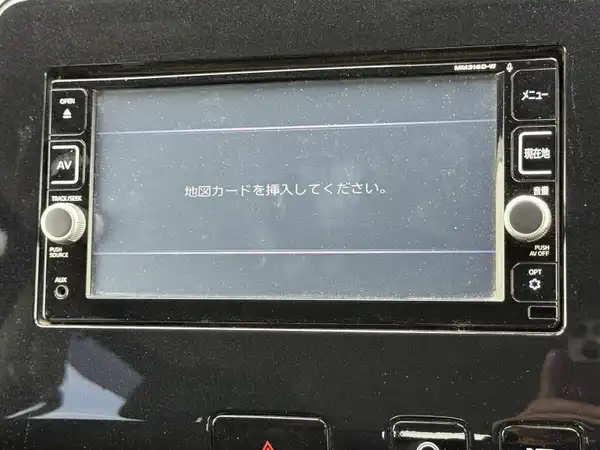 MM316D-W
OPEN
メニュー
AV
現在地
地図カードを挿入してください。
TRACK/SEEK
音量
PUSH
SOURCE
PUSH
AV OFF
AUX
OPT